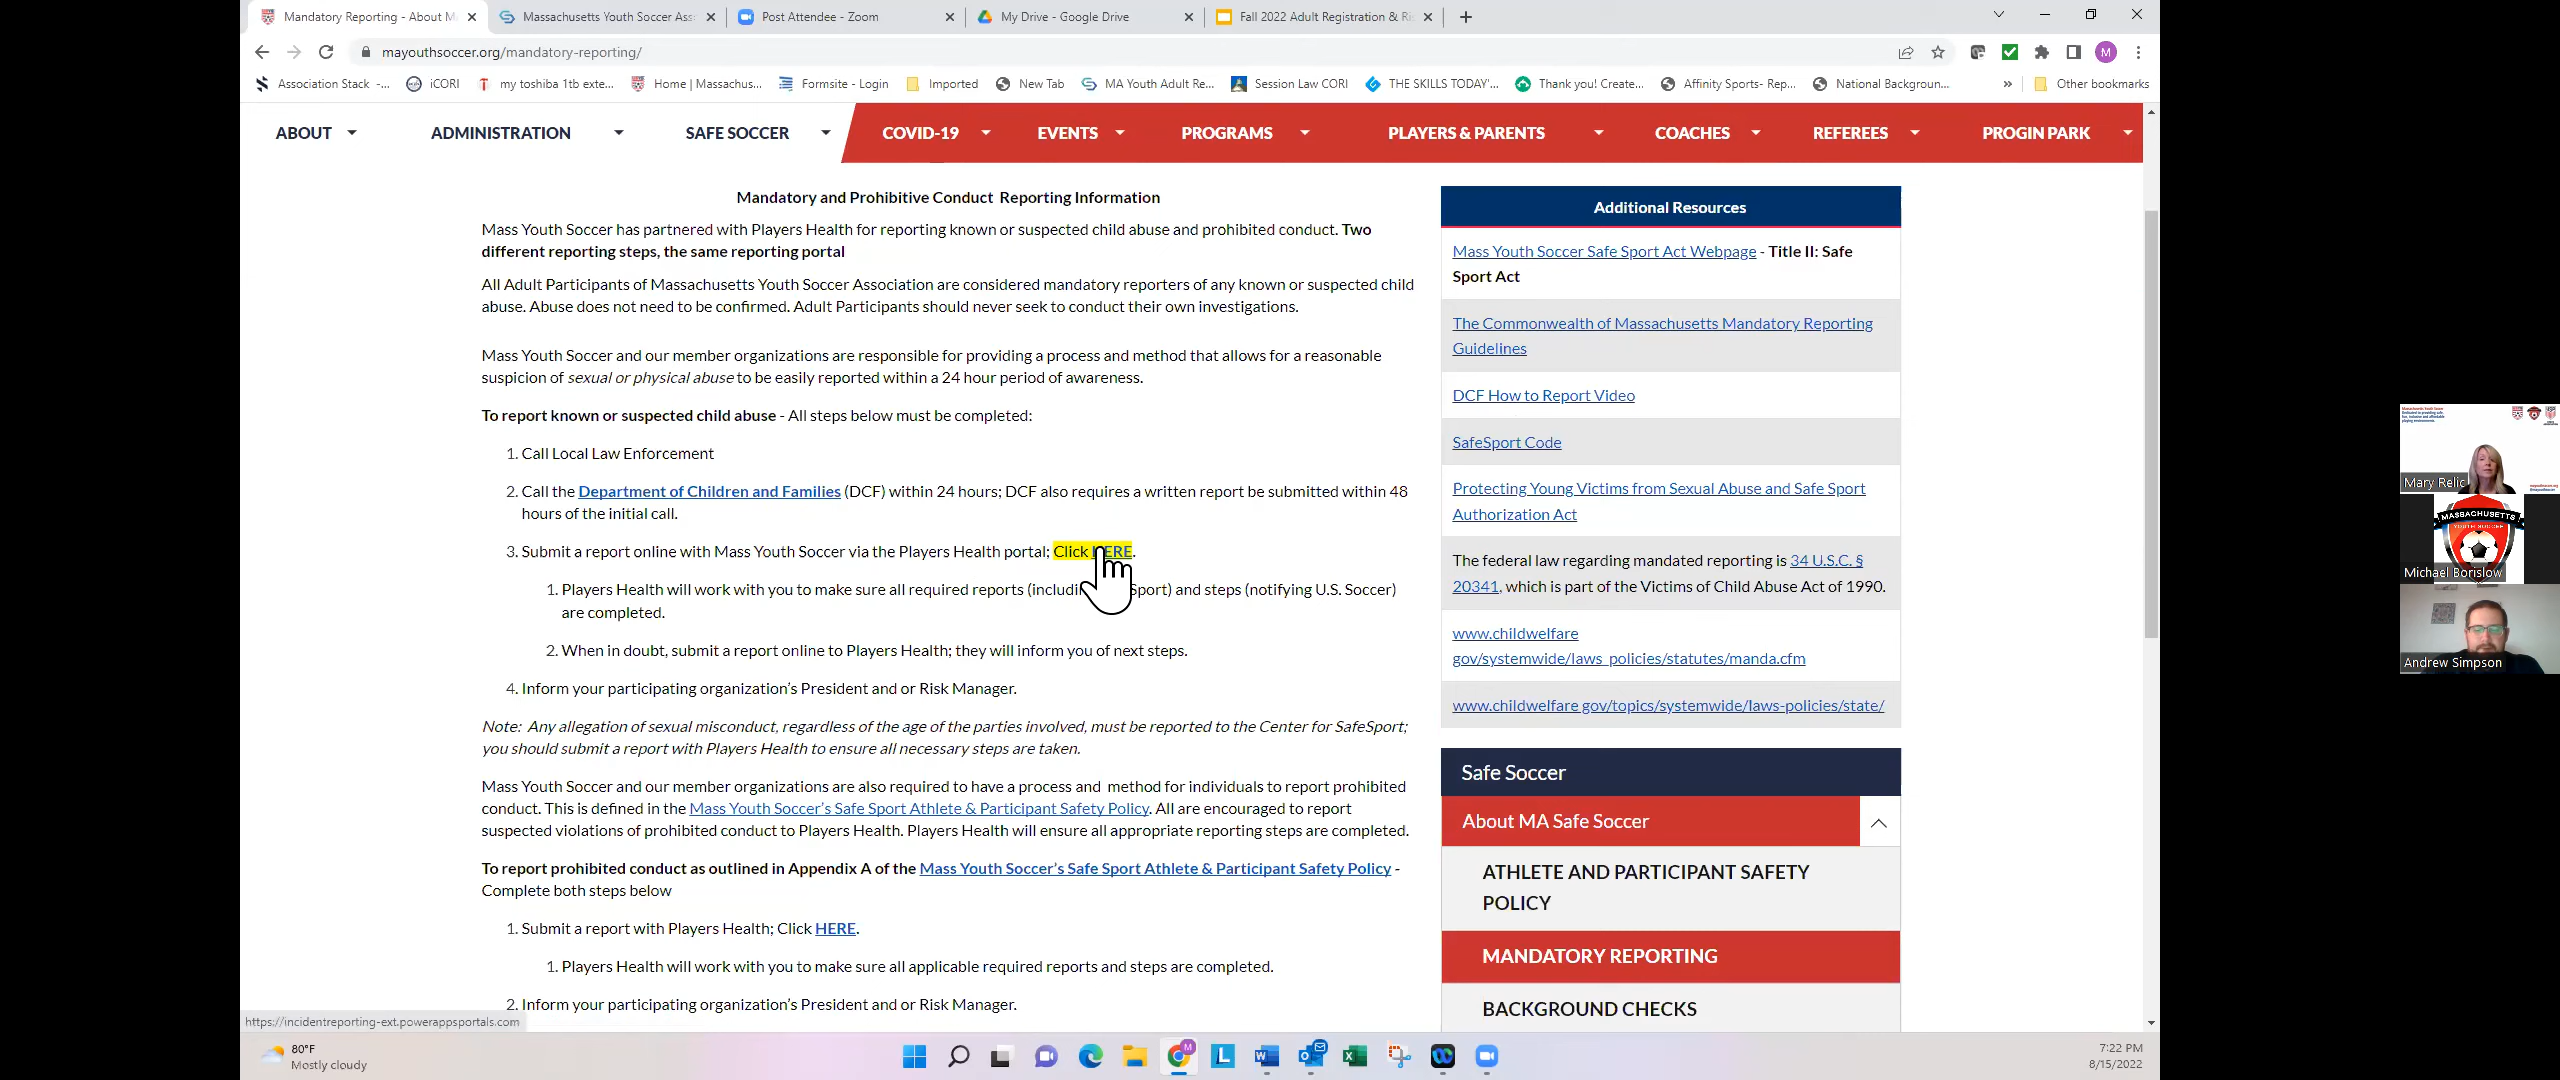 Mandatory Reporting - About M
Massachusetts Youth Soccer Ass
Post Attendee - Zoom
My Drive - Google Drive
Fall 2022 Adult Registration & Ri
mayouthsoccer.org/mandatory-reporting/
M
Association Stack -...
iCORI
my toshiba 1tb exte...
Home | Massachus...
Formsite - Login
Imported
New Tab
MA Youth Adult Re...
Session Law CORI
THE SKILLS TODAY'...
Thank you! Create...
Affinity Sports- Rep...
National Backgroun...
Other bookmarks
ABOUT
ADMINISTRATION
SAFE SOCCER
COVID-19
EVENTS
PROGRAMS
PLAYERS & PARENTS
COACHES
REFEREES
PROGIN PARK
Mandatory and Prohibitive Conduct Reporting Information
Mass Youth Soccer has partnered with Players Health for reporting known or suspected child abuse and prohibited conduct. Two
different reporting steps, the same reporting portal
All Adult Participants of Massachusetts Youth Soccer Association are considered mandatory reporters of any known or suspected child
abuse. Abuse does not need to be confirmed. Adult Participants should never seek to conduct their own investigations.
Mass Youth Soccer and our member organizations are responsible for providing a process and method that allows for a reasonable
suspicion of sexual or physical abuse to be easily reported within a 24 hour period of awareness.
To report known or suspected child abuse - All steps below must be completed:
1. Call Local Law Enforcement
2. Call the Department of Children and Families (DCF) within 24 hours; DCF also requires a written report be submitted within 48
hours of the initial call.
3. Submit a report online with Mass Youth Soccer via the Players Health portal; Click HERE.
1. Players Health will work with you to make sure all required reports (includi Sport) and steps (notifying U.S. Soccer)
are completed.
2. When in doubt, submit a report online to Players Health; they will inform you of next steps.
4. Inform your participating organization's President and or Risk Manager.
Note: Any allegation of sexual misconduct, regardless of the age of the parties involved, must be reported to the Center for SafeSport;
you should submit a report with Players Health to ensure all necessary steps are taken.
Mass Youth Soccer and our member organizations are also required to have a process and method for individuals to report prohibited
conduct. This is defined in the Mass Youth Soccer's Safe Sport Athlete & Participant Safety Policy. All are encouraged to report
suspected violations of prohibited conduct to Players Health. Players Health will ensure all appropriate reporting steps are completed.
To report prohibited conduct as outlined in Appendix A of the Mass Youth Soccer's Safe Sport Athlete & Participant Safety Policy -
Complete both steps below
1. Submit a report with Players Health; Click HERE.
1. Players Health will work with you to make sure all applicable required reports and steps are completed.
2. Inform your participating organization's President and or Risk Manager.
https://incidentreporting-ext.powerappsportals.com
Additional Resources
Mass Youth Soccer Safe Sport Act Webpage - Title II: Safe
Sport Act
The Commonwealth of Massachusetts Mandatory Reporting
Guidelines
DCF How to Report Video
SafeSport Code
Protecting Young Victims from Sexual Abuse and Safe Sport
Authorization Act
The federal law regarding mandated reporting is 34 U.S.C. §
20341, which is part of the Victims of Child Abuse Act of 1990.
www.childwelfare
gov/systemwide/laws_policies/statutes/manda.cfm
www.childwelfare gov/topics/systemwide/laws-policies/state/
Safe Soccer
About MA Safe Soccer
ATHLETE AND PARTICIPANT SAFETY
POLICY
MANDATORY REPORTING
BACKGROUND CHECKS
Mary Relic
MASSACHUSETTS
YOUTH SOCCER
Michael Borislow
Andrew Simpson
80°F
Mostly cloudy
7:22 PM
8/15/2022